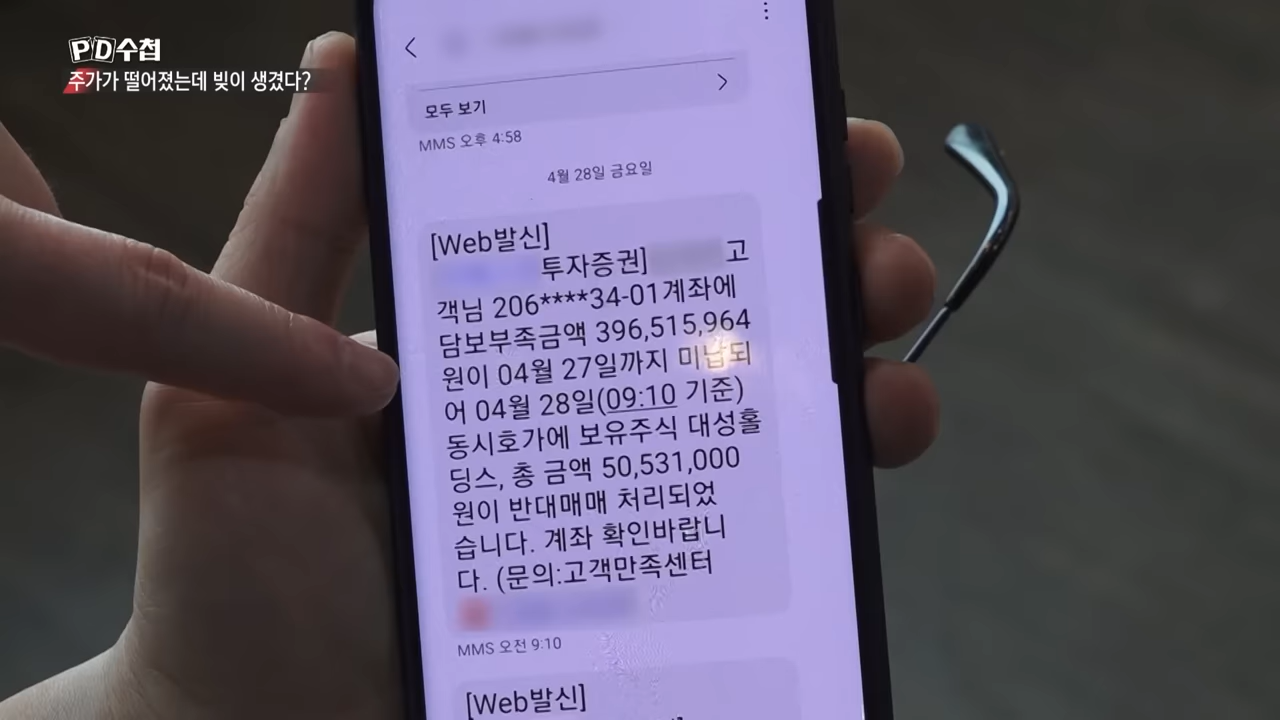 PD수첩
주가가 떨어졌는데 빚이 생겼다?
모두 보기
MMS 오후 4:58
4월 28일 금요일
[Web발신]
투자증권] 고
객님 206****34-01계좌에
담보부족금액 396,515,964
원이 04월 27일까지 미납되
어 04월 28일(09:10 기준)
동시호가에 보유주식 대성홀
딩스, 총 금액 50,531,000
원이 반대매매 처리되었
습니다. 계좌 확인바랍니
다. (문의:고객만족센터
MMS 오전 9:10
[Web발신]